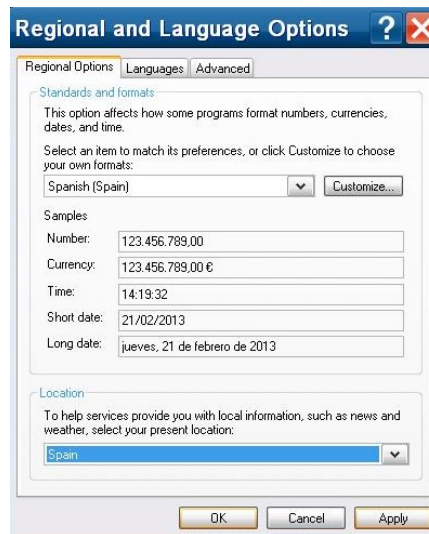 Regional and Language Options
Regional Options Languages Advanced
Standards and formats
This option affects how some programs format numbers, currencies,
dates, and time.
Select an item to match its preferences, or click Customize to choose
your own formats:
Spanish (Spain) Customize...
Samples
Number: 123.456.789,00
Currency: 123.456.789,00 €
Time: 14:19:32
Short date: 21/02/2013
Long date: jueves, 21 de febrero de 2013
Location
To help services provide you with local information, such as news and
weather, select your present location:
Spain
OK Cancel Apply